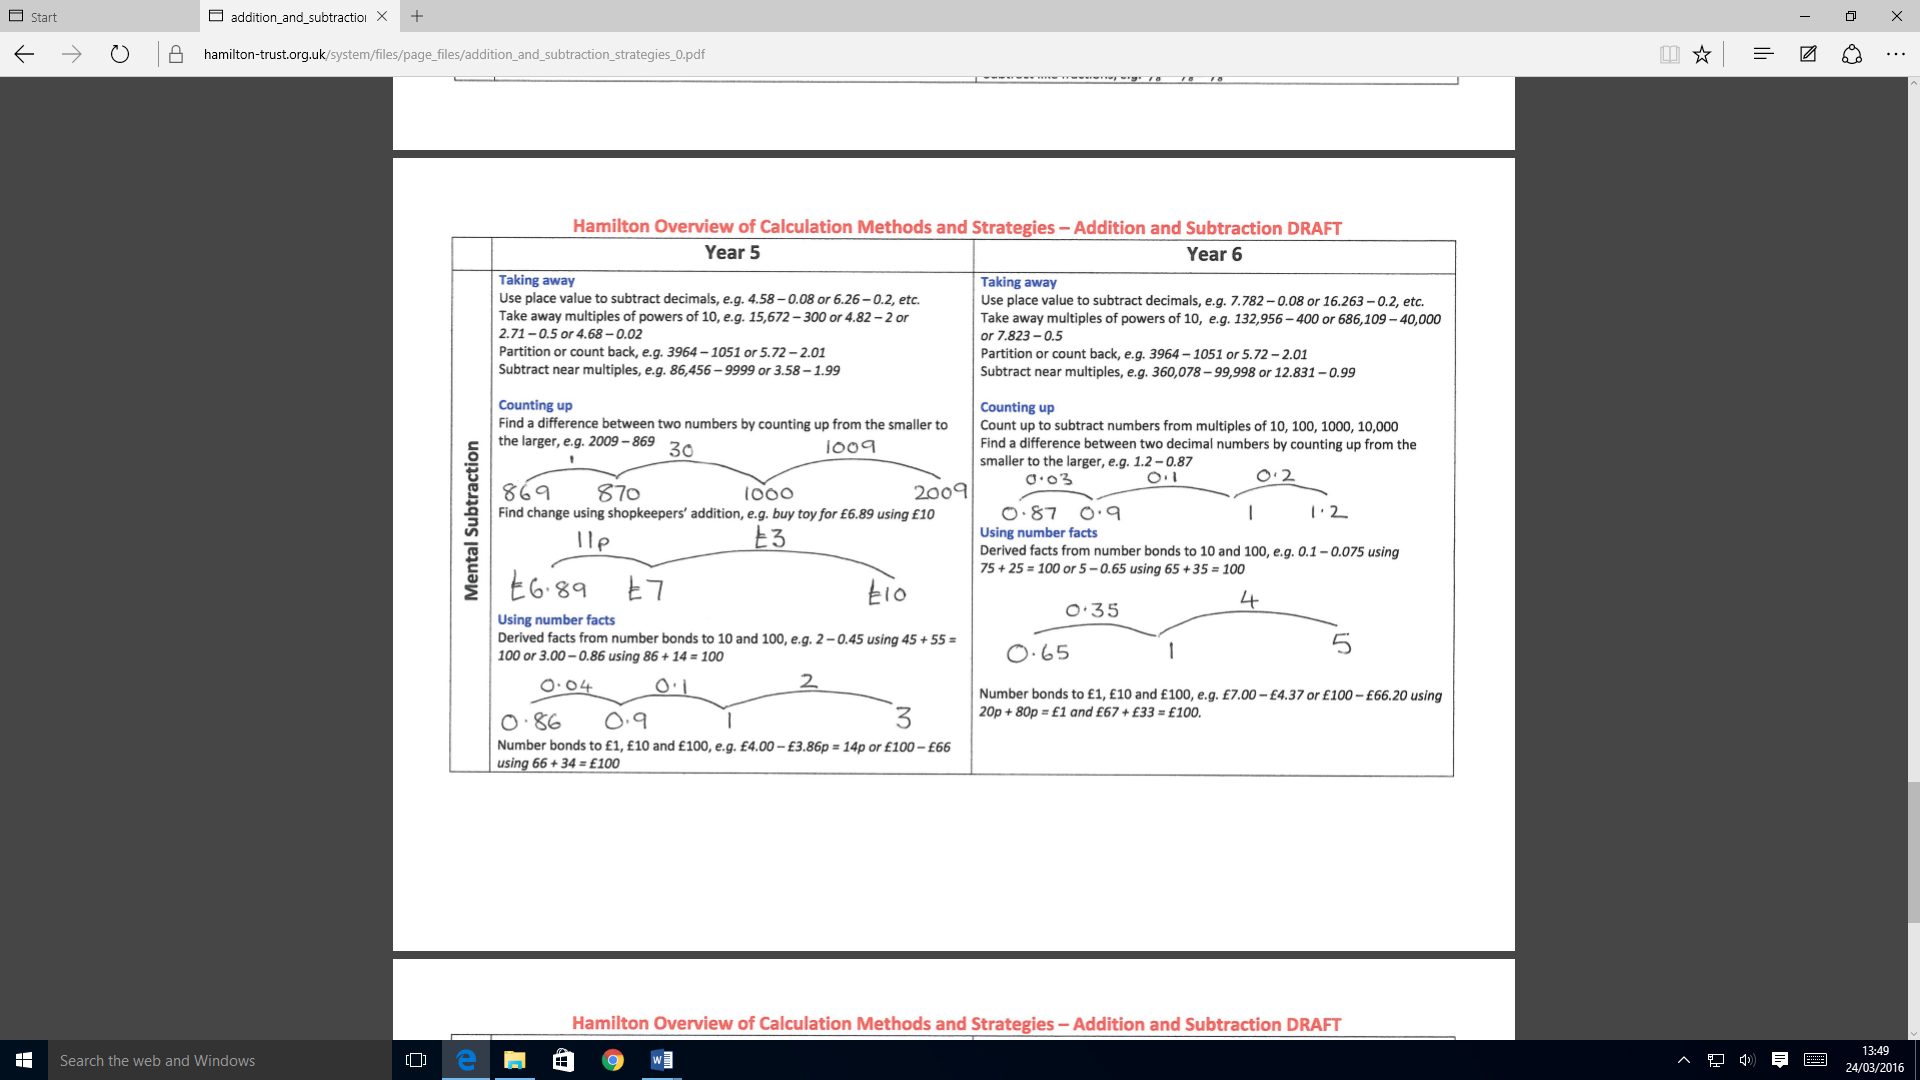 Start
addition_and_subtraction
hamilton-trust.org.uk/system/files/page_files/addition_and_subtraction_strategies_0.pdf
Hamilton Overview of Calculation Methods and Strategies – Addition and Subtraction DRAFT
Year 5
Year 6
Mental Subtraction
Taking away
Use place value to subtract decimals, e.g. 4.58 – 0.08 or 6.26 – 0.2, etc.
Take away multiples of powers of 10, e.g. 15,672 – 300 or 4.82 – 2 or
2.71 – 0.5 or 4.68 – 0.02
Partition or count back, e.g. 3964 – 1051 or 5.72 – 2.01
Subtract near multiples, e.g. 86,456 – 9999 or 3.58 – 1.99
Counting up
Find a difference between two numbers by counting up from the smaller to
the larger, e.g. 2009 – 869
1 30 1009
869 870 1000 2009
Find change using shopkeepers' addition, e.g. buy toy for £6.89 using £10
11p £3
£6.89 £7 £10
Using number facts
Derived facts from number bonds to 10 and 100, e.g. 2 – 0.45 using 45 + 55 =
100 or 3.00 – 0.86 using 86 + 14 = 100
0.04 0.1 2
0.86 0.9 1 3
Number bonds to £1, £10 and £100, e.g. £4.00 – £3.86p = 14p or £100 – £66
using 66 + 34 = £100
Taking away
Use place value to subtract decimals, e.g. 7.782 – 0.08 or 16.263 – 0.2, etc.
Take away multiples of powers of 10, e.g. 132,956 – 400 or 686,109 – 40,000
or 7.823 – 0.5
Partition or count back, e.g. 3964 – 1051 or 5.72 – 2.01
Subtract near multiples, e.g. 360,078 – 99,998 or 12.831 – 0.99
Counting up
Count up to subtract numbers from multiples of 10, 100, 1000, 10,000
Find a difference between two decimal numbers by counting up from the
smaller to the larger, e.g. 1.2 – 0.87
0.03 0.1 0.2
0.87 0.9 1 1.2
Using number facts
Derived facts from number bonds to 10 and 100, e.g. 0.1 – 0.075 using
75 + 25 = 100 or 5 – 0.65 using 65 + 35 = 100
0.35 4
0.65 1 5
Number bonds to £1, £10 and £100, e.g. £7.00 – £4.37 or £100 – £66.20 using
20p + 80p = £1 and £67 + £33 = £100.
Hamilton Overview of Calculation Methods and Strategies – Addition and Subtraction DRAFT
Search the web and Windows
13:49
24/03/2016